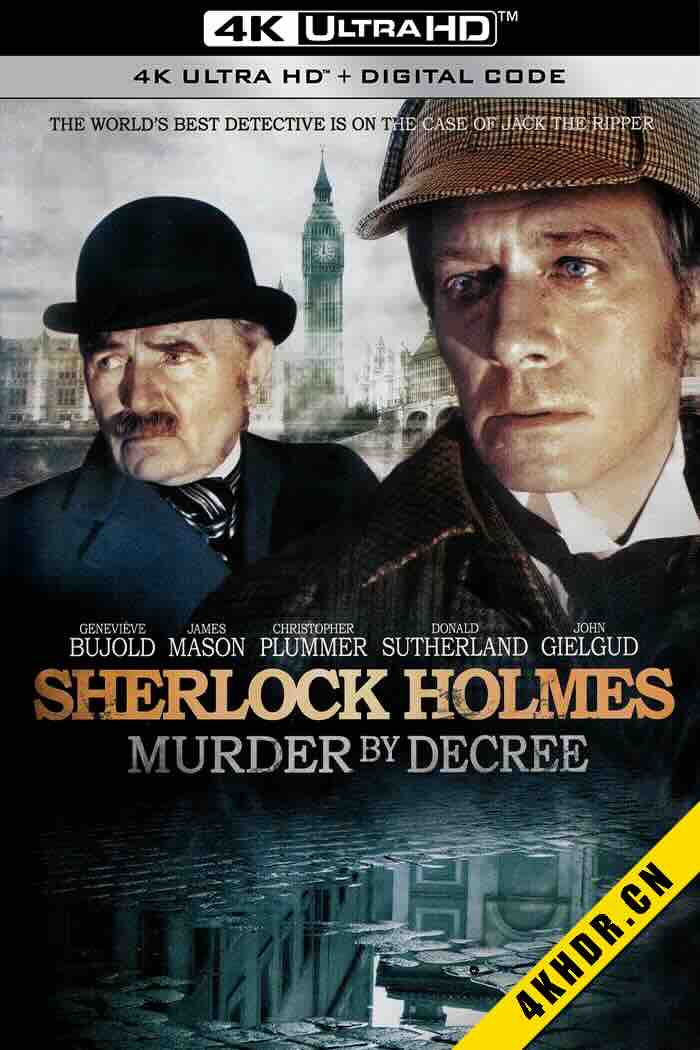 4K ULTRA HD™
4K ULTRA HD™ + DIGITAL CODE
THE WORLD'S BEST DETECTIVE IS ON THE CASE OF JACK THE RIPPER
GENEVIÈVE BUJOLD JAMES MASON CHRISTOPHER PLUMMER DONALD SUTHERLAND JOHN GIELGUD
SHERLOCK HOLMES
MURDER BY DECREE
4KHDR.CN